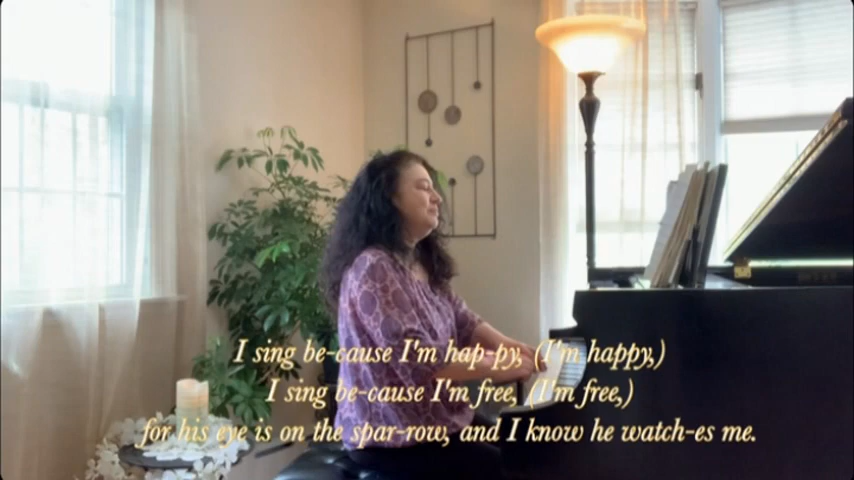 I sing be-cause I'm hap-py, (I'm happy,)
I sing be-cause I'm free, (I'm free,)
for his eye is on the spar-row, and I know he watch-es me.